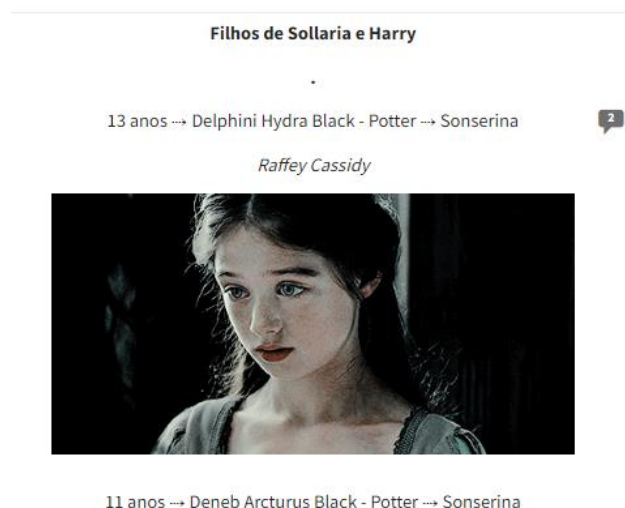 Filhos de Sollaria e Harry
.
13 anos ⤏ Delphini Hydra Black - Potter ⤏ Sonserina
2
Raffey Cassidy
11 anos ⤏ Deneb Arcturus Black - Potter ⤏ Sonserina